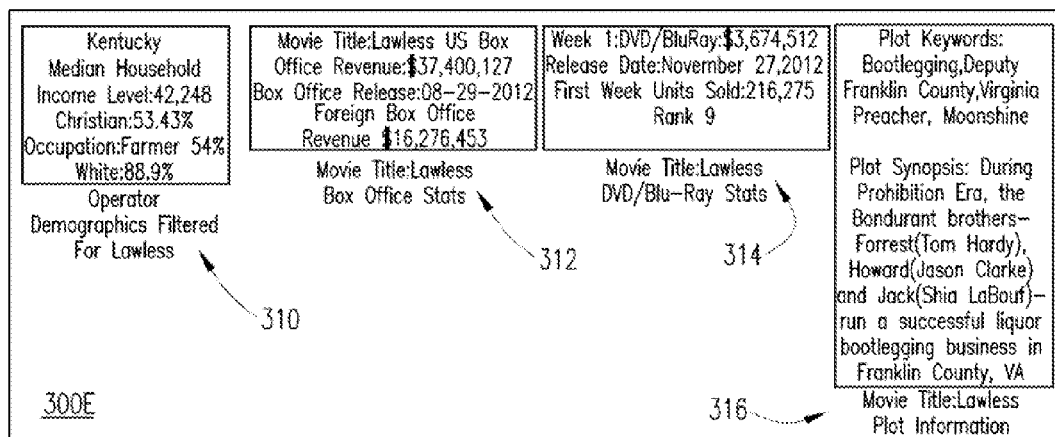 Kentucky
Median Household
Income Level:42,248
Christian:53.43%
Occupation:Farmer 54%
White:88.9%
Operator
Demographics Filtered
For Lawless
310
Movie Title:Lawless US Box
Office Revenue:$37,400,127
Box Office Release:08-29-2012
Foreign Box Office
Revenue $16,276,453
Movie Title:Lawless
Box Office Stats
312
Week 1:DVD/BluRay:$3,674,512
Release Date:November 27,2012
First Week Units Sold:216,275
Rank 9
Movie Title:Lawless
DVD/Blu-Ray Stats
314
Plot Keywords:
Bootlegging,Deputy
Franklin County,Virginia
Preacher, Moonshine
Plot Synopsis: During
Prohibition Era, the
Bondurant brothers-
Forrest(Tom Hardy),
Howard(Jason Clarke)
and Jack(Shia LaBouf)-
run a successful liquor
bootlegging business in
Franklin County, VA
Movie Title:Lawless
Plot Information
316
300E